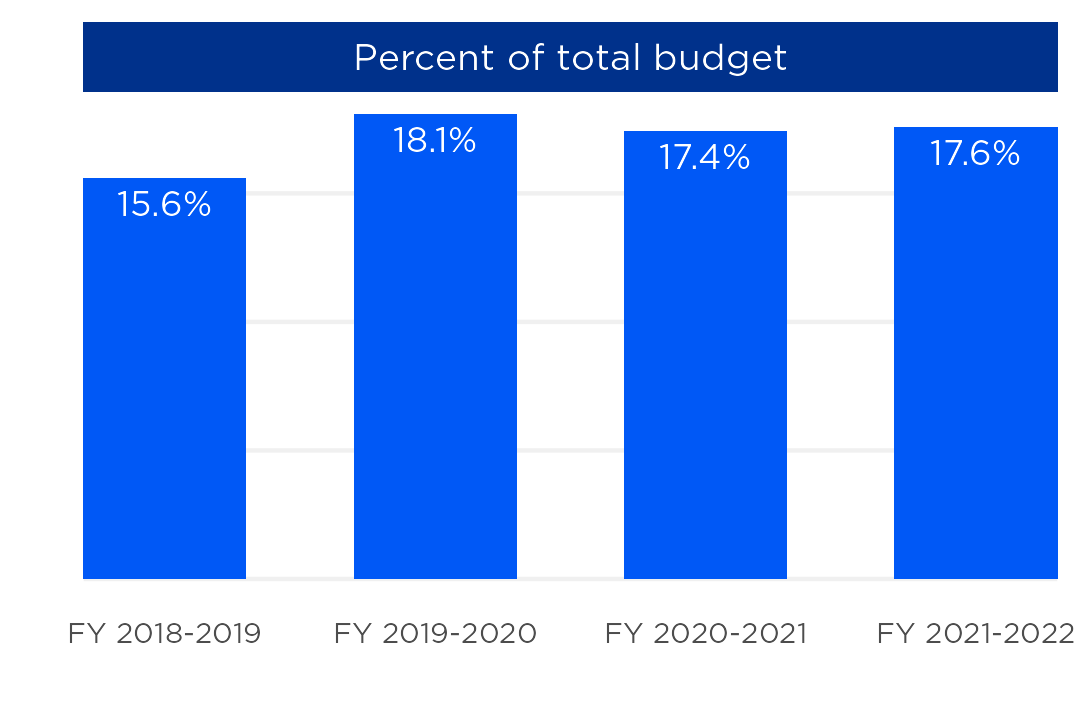 Percent of total budget
15.6%
18.1%
17.4%
17.6%
FY 2018-2019
FY 2019-2020
FY 2020-2021
FY 2021-2022